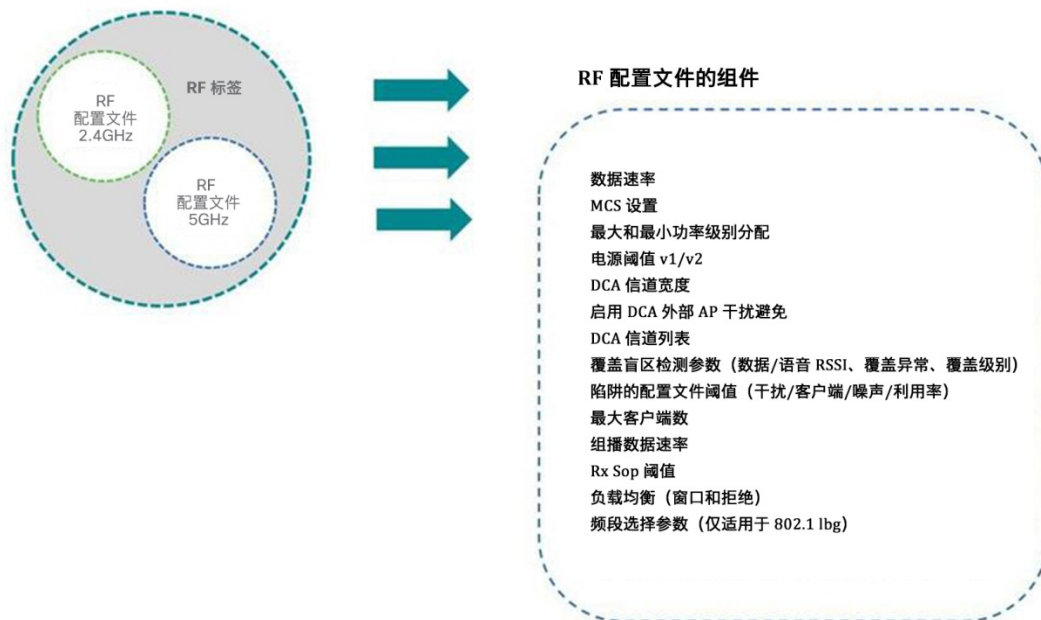 RF 标签
RF
配置文件
2.4GHz
RF
配置文件
5GHz
RF 配置文件的组件
数据速率
MCS 设置
最大和最小功率级别分配
电源阈值 v1/v2
DCA 信道宽度
启用 DCA 外部 AP 干扰避免
DCA 信道列表
覆盖盲区检测参数（数据/语音 RSSI、覆盖异常、覆盖级别）
陷阱的配置文件阈值（干扰/客户端/噪声/利用率）
最大客户端数
组播数据速率
Rx Sop 阈值
负载均衡（窗口和拒绝）
频段选择参数（仅适用于 802.1 lbg）